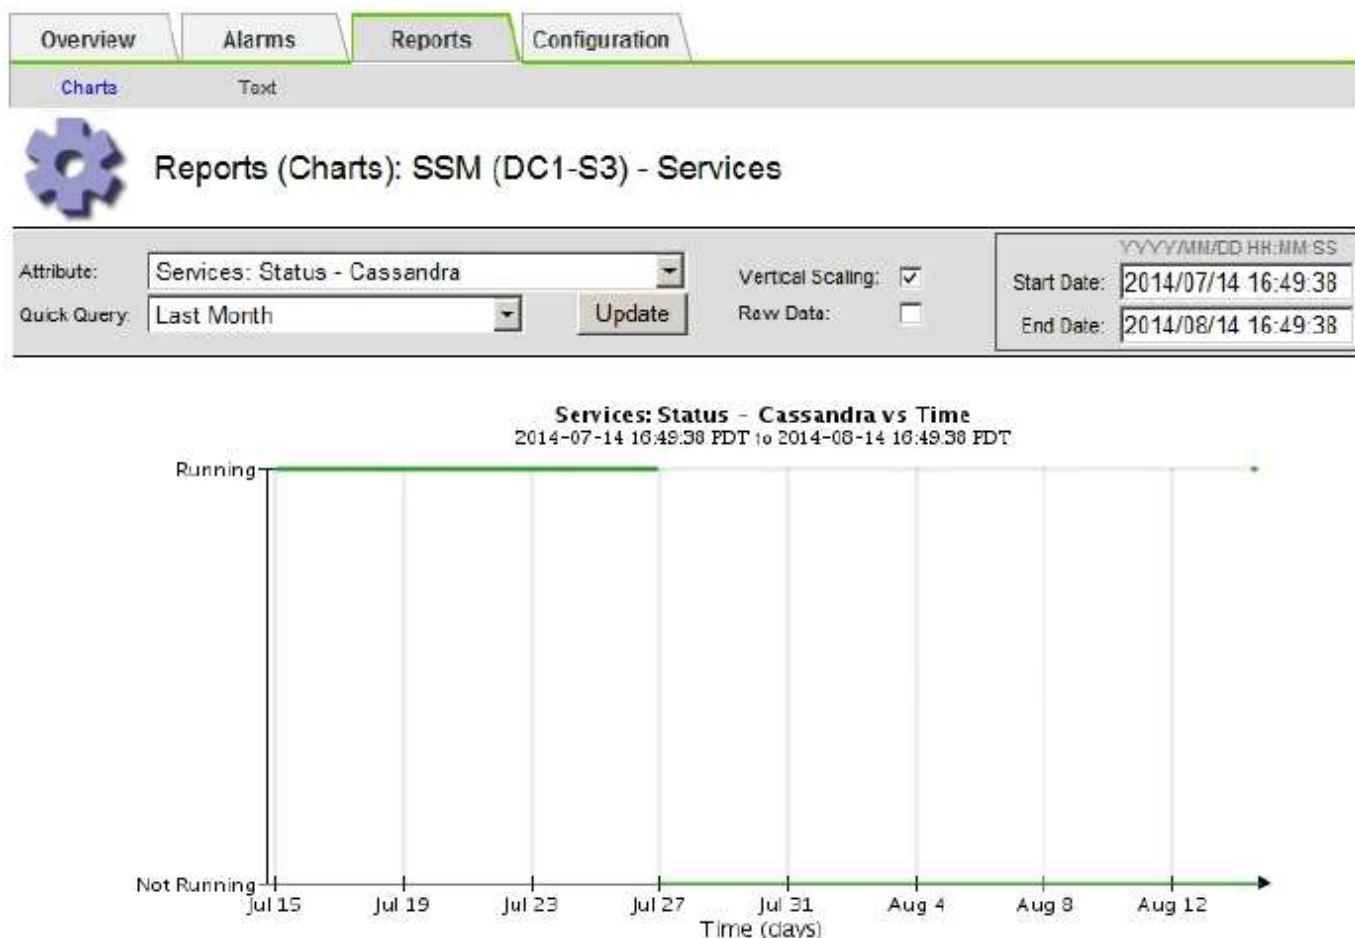 Overview Alarms Reports Configuration
Charts Text
Reports (Charts): SSM (DC1-S3) - Services
YYYY/MM/DD HH:MM:SS
Attribute: Services: Status - Cassandra Vertical Scaling: Start Date: 2014/07/14 16:49:38
Quick Query: Last Month Update Raw Data: End Date: 2014/08/14 16:49:38
Services: Status - Cassandra vs Time
2014-07-14 16:49:38 PDT to 2014-08-14 16:49:38 PDT
Running
Not Running
Jul 15 Jul 19 Jul 23 Jul 27 Jul 31 Aug 4 Aug 8 Aug 12
Time (days)